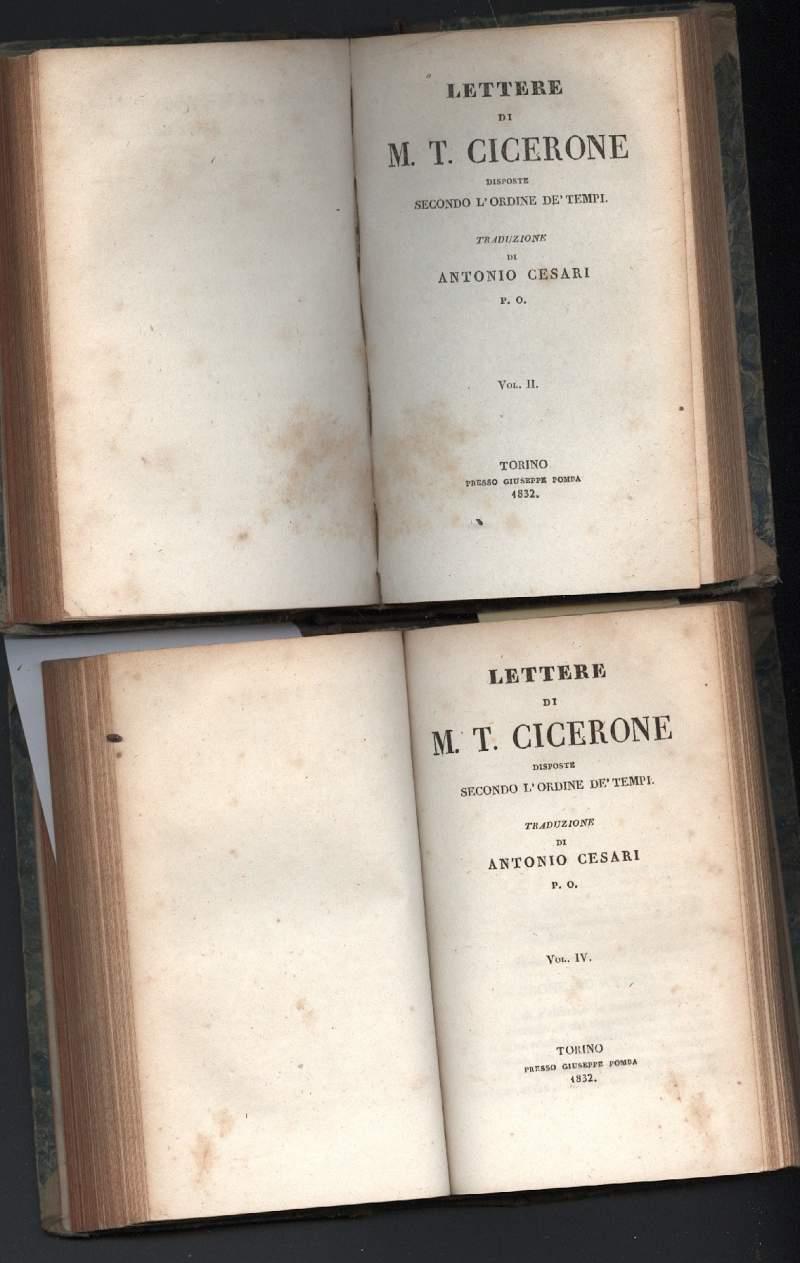 LETTERE
DI
M. T. CICERONE
DISPOSTE
SECONDO L'ORDINE DE' TEMPI.
TRADUZIONE
DI
ANTONIO CESARI
P. O.
VOL. II.
TORINO
PRESSO GIUSEPPE POMBA
1832.
LETTERE
DI
M. T. CICERONE
DISPOSTE
SECONDO L'ORDINE DE' TEMPI.
TRADUZIONE
DI
ANTONIO CESARI
P. O.
VOL. IV.
TORINO
PRESSO GIUSEPPE POMBA
1832.